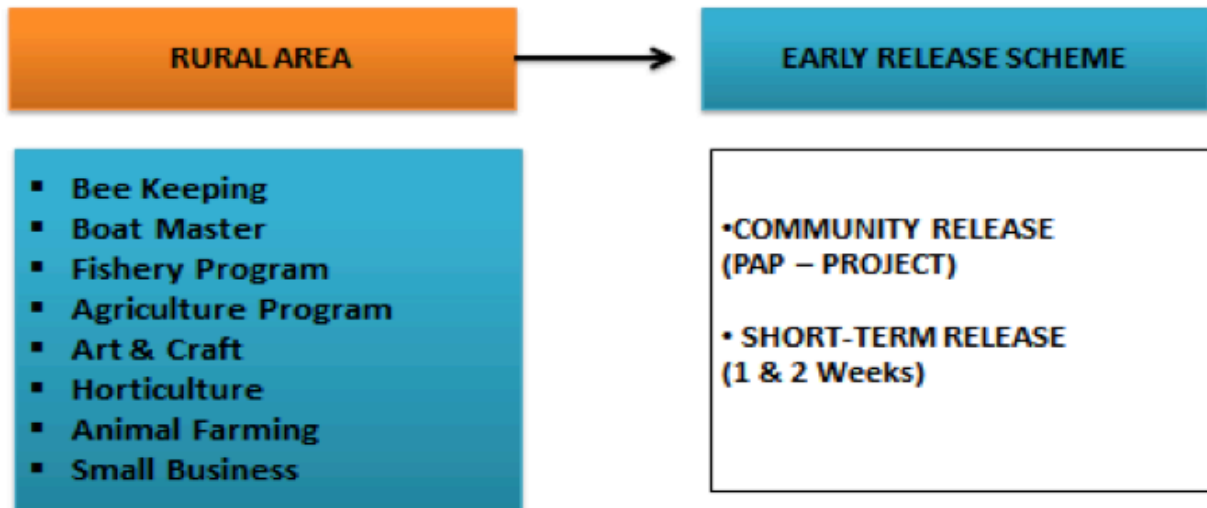 RURAL AREA
EARLY RELEASE SCHEME
▪ Bee Keeping
▪ Boat Master
▪ Fishery Program
▪ Agriculture Program
▪ Art & Craft
▪ Horticulture
▪ Animal Farming
▪ Small Business
•COMMUNITY RELEASE
(PAP – PROJECT)
• SHORT-TERM RELEASE
(1 & 2 Weeks)